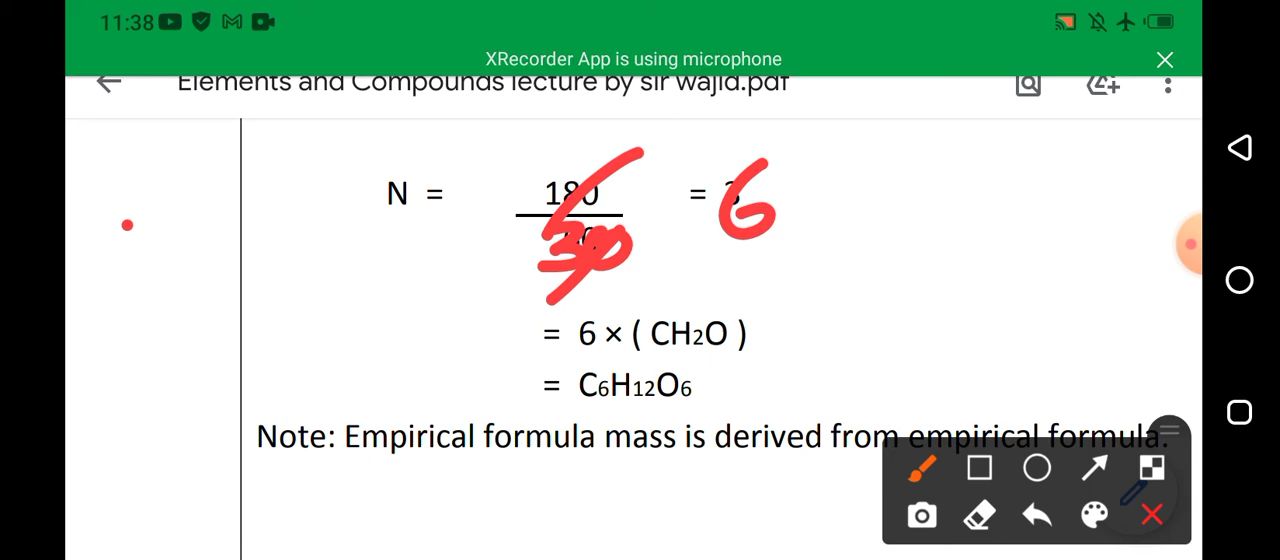 11:38
XRecorder App is using microphone
Elements and Compounds lecture by sir wajid.pdf
N = 180 = 6
30
= 6 × ( CH2O )
= C6H12O6
Note: Empirical formula mass is derived from empirical formula.